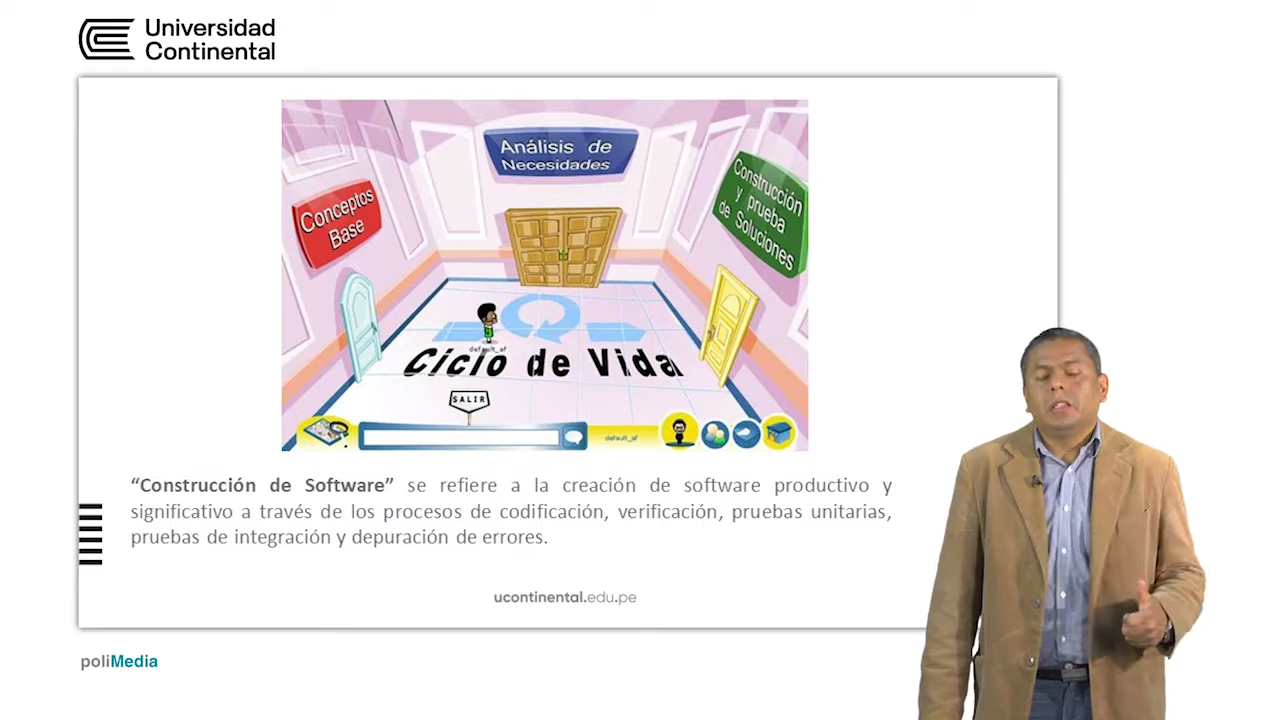 Universidad
Continental
Análisis de
Necesidades
Conceptos
Base
Construcción
y prueba
de Soluciones
default_af
Ciclo de Vida
SALIR
default_af
“Construcción de Software” se refiere a la creación de software productivo y
significativo a través de los procesos de codificación, verificación, pruebas unitarias,
pruebas de integración y depuración de errores.
ucontinental.edu.pe
poliMedia